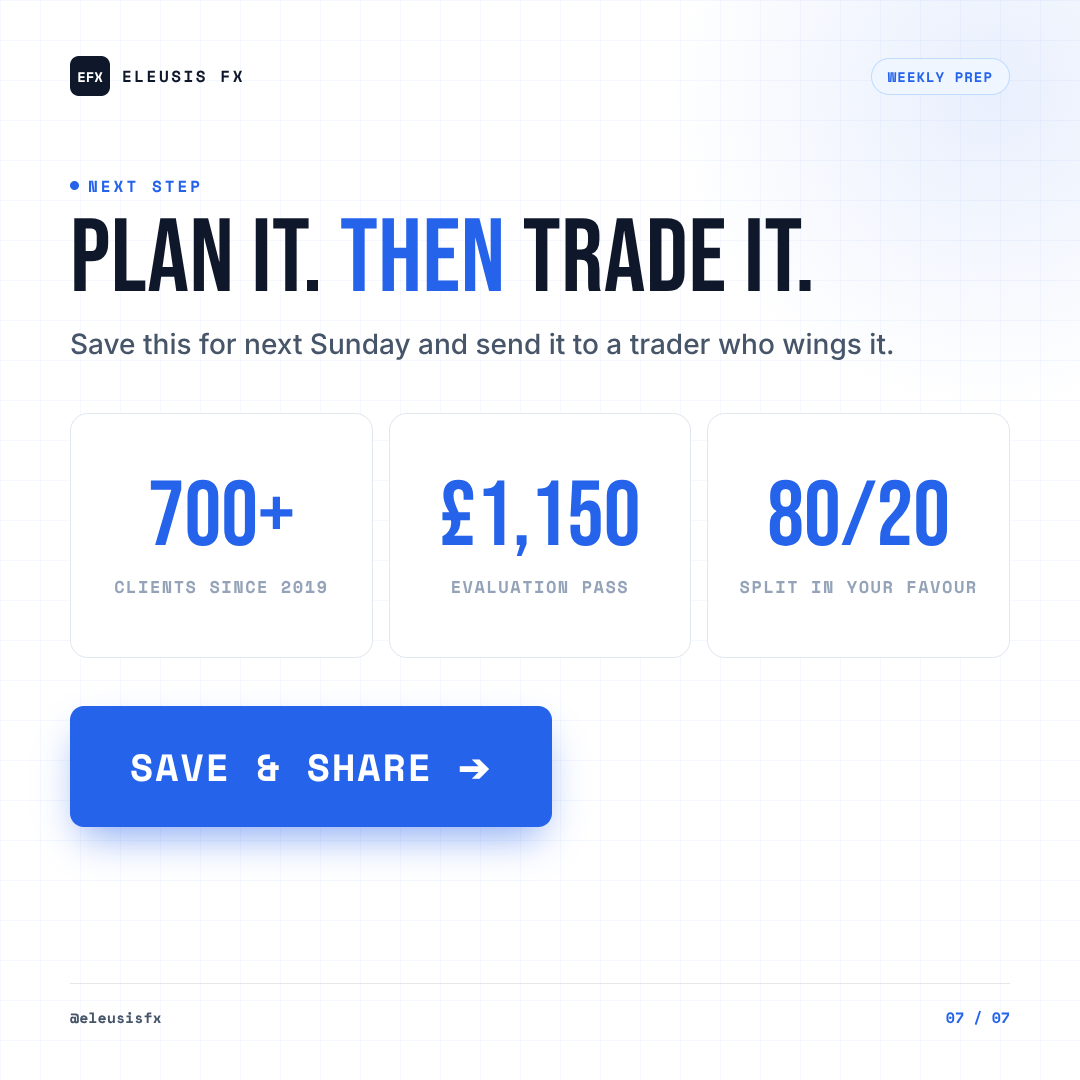 EFX ELEUSIS FX
WEEKLY PREP
NEXT STEP
PLAN IT. THEN TRADE IT.
Save this for next Sunday and send it to a trader who wings it.
700+
CLIENTS SINCE 2019
£1,150
EVALUATION PASS
80/20
SPLIT IN YOUR FAVOUR
SAVE & SHARE ➔
@eleusisfx
07 / 07